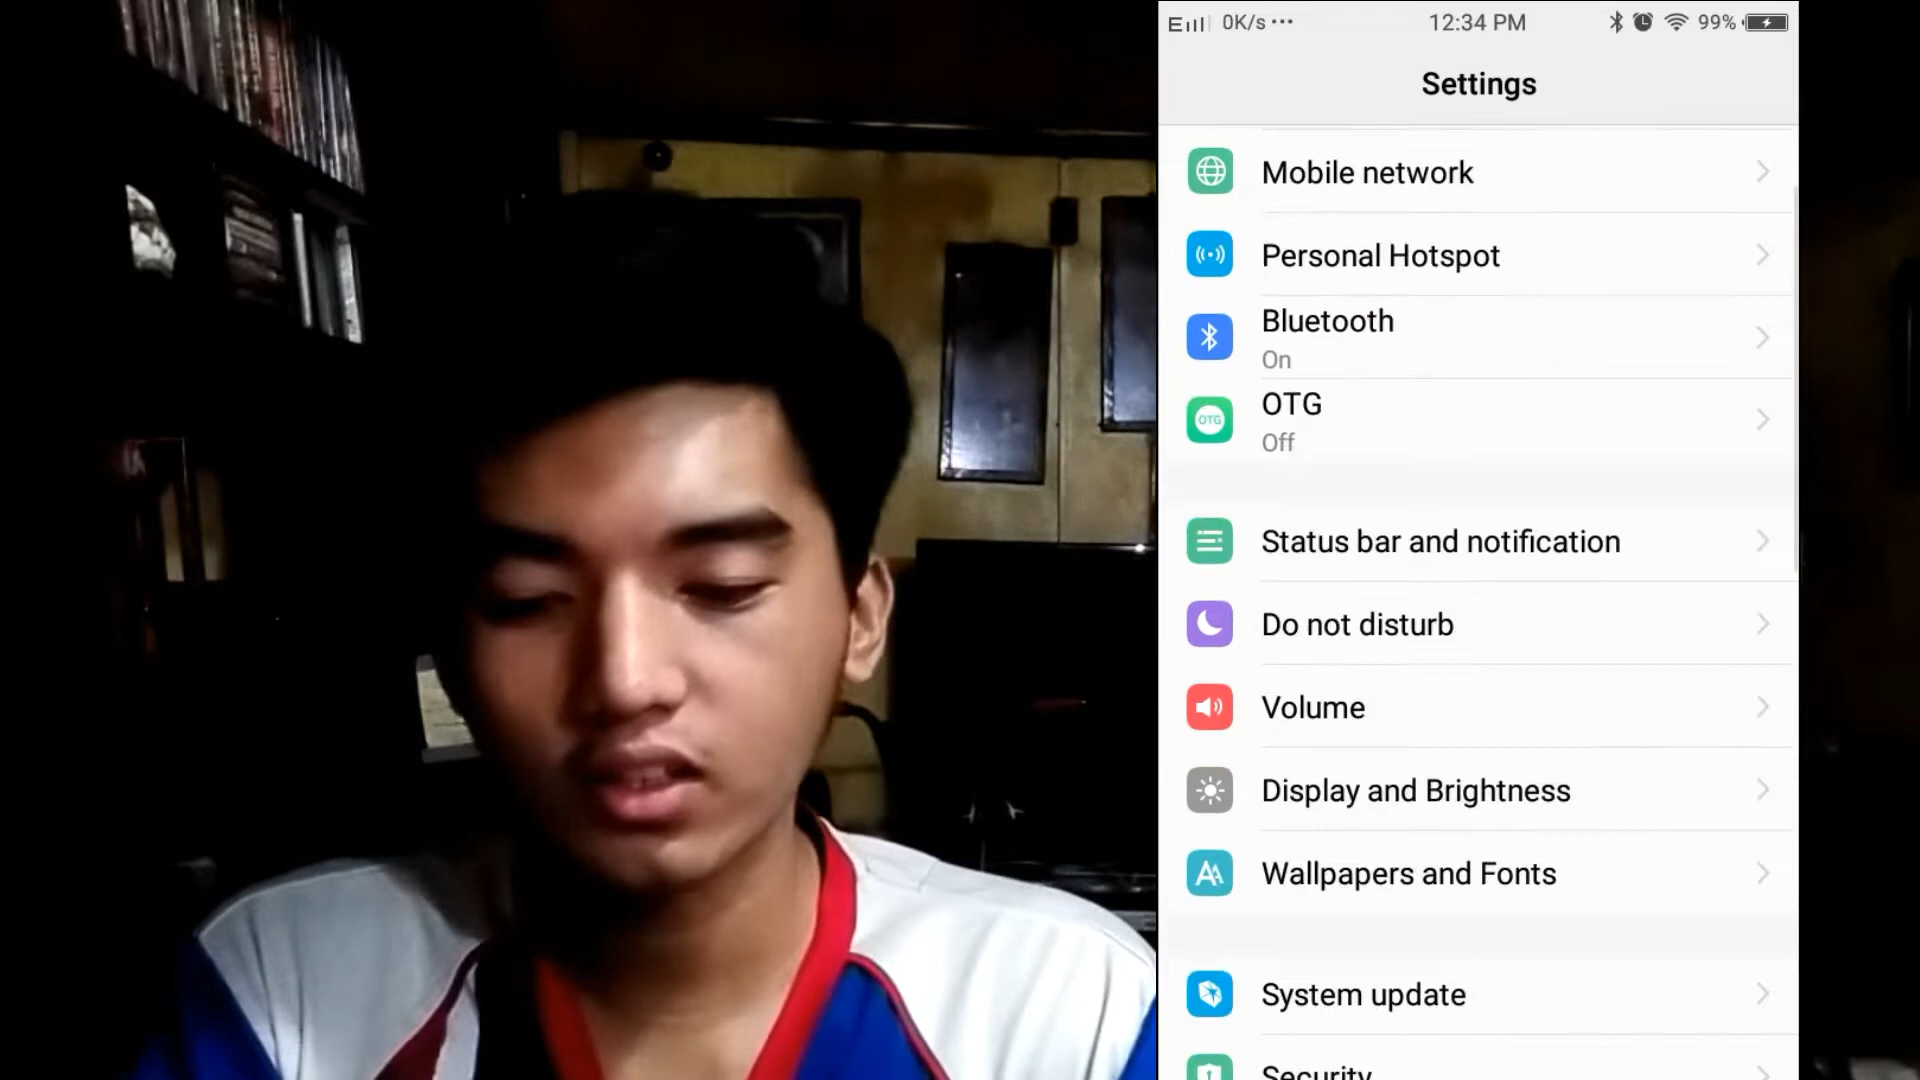 E 0K/s ··· 12:34 PM 99%
Settings
Mobile network
Personal Hotspot
Bluetooth
On
OTG
OTG
Off
Status bar and notification
Do not disturb
Volume
Display and Brightness
AA Wallpapers and Fonts
System update
Security